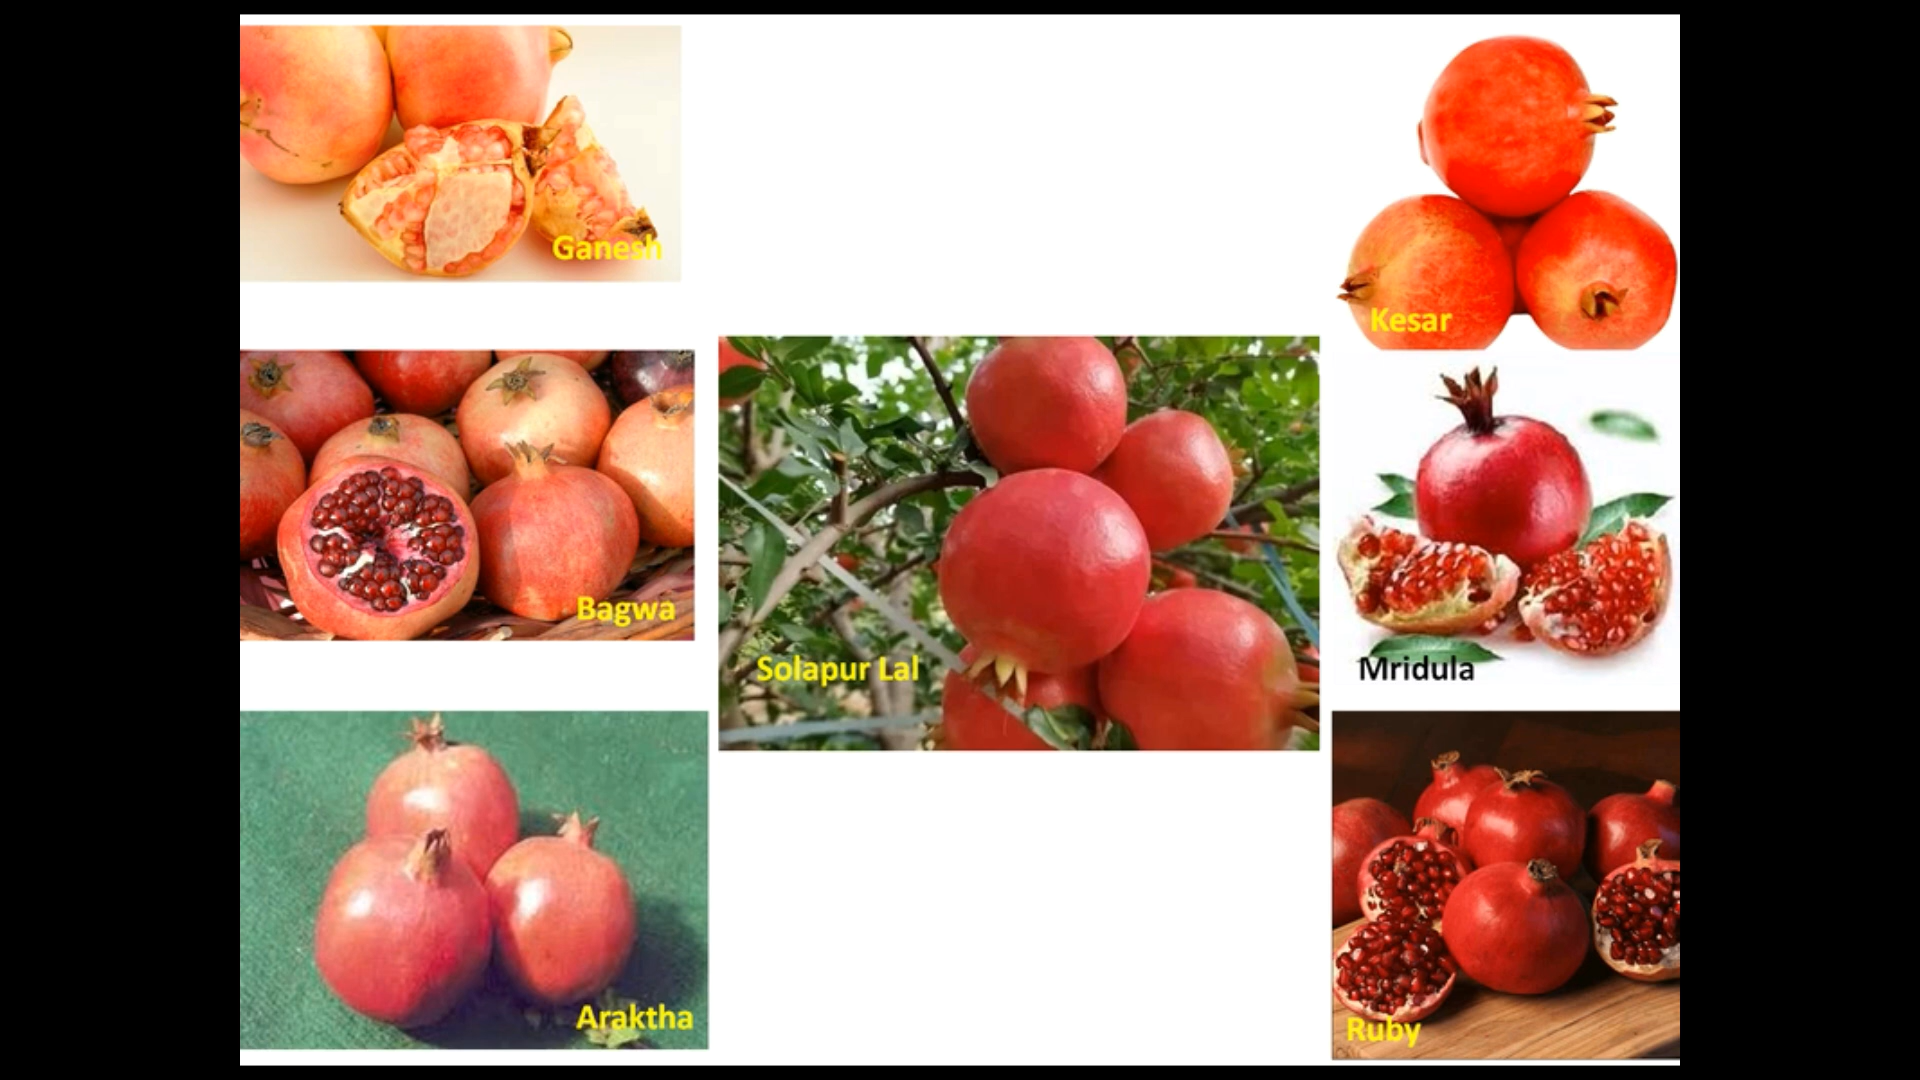 Ganesh
Kesar
Bagwa
Solapur Lal
Mridula
Araktha
Ruby